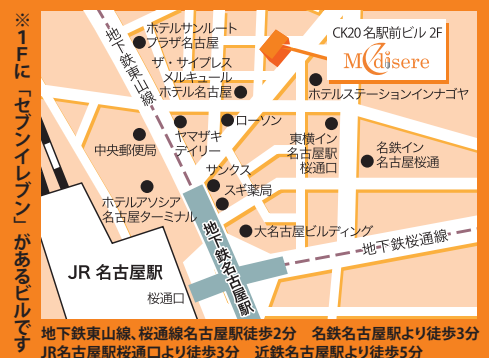 ※1Fに「セブンイレブン」があるビルです
地下鉄東山線
ホテルサンルート
プラザ名古屋
CK20 名駅前ビル 2F
Medisere
ザ・サイプレス
メルキュール
ホテル名古屋
ホテルステーションインナゴヤ
ローソン
ヤマザキ
デイリー
中央郵便局
東横イン
名古屋駅
桜通口
名鉄イン
名古屋桜通
サンクス
スギ薬局
ホテルアソシア
名古屋ターミナル
大名古屋ビルディング
地下鉄名古屋駅
地下鉄桜通線
JR 名古屋駅
桜通口
地下鉄東山線、桜通線名古屋駅徒歩2分 名鉄名古屋駅より徒歩3分
JR名古屋駅桜通口より徒歩3分 近鉄名古屋駅より徒歩5分